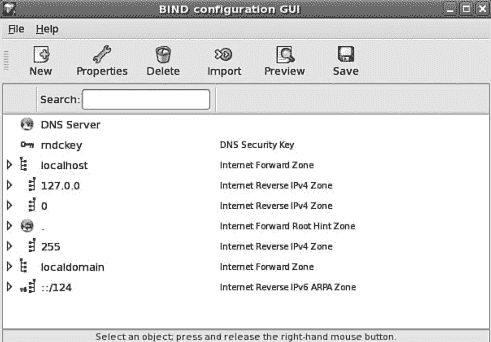 BIND configuration GUI
File Help
New Properties Delete Import Preview Save
Search:
DNS Server
rndckey DNS Security Key
localhost Internet Forward Zone
127.0.0 Internet Reverse IPv4 Zone
0 Internet Reverse IPv4 Zone
. Internet Forward Root Hint Zone
255 Internet Reverse IPv4 Zone
localdomain Internet Forward Zone
v6 ::/124 Internet Reverse IPv6 ARPA Zone
Select an object; press and release the right-hand mouse button.